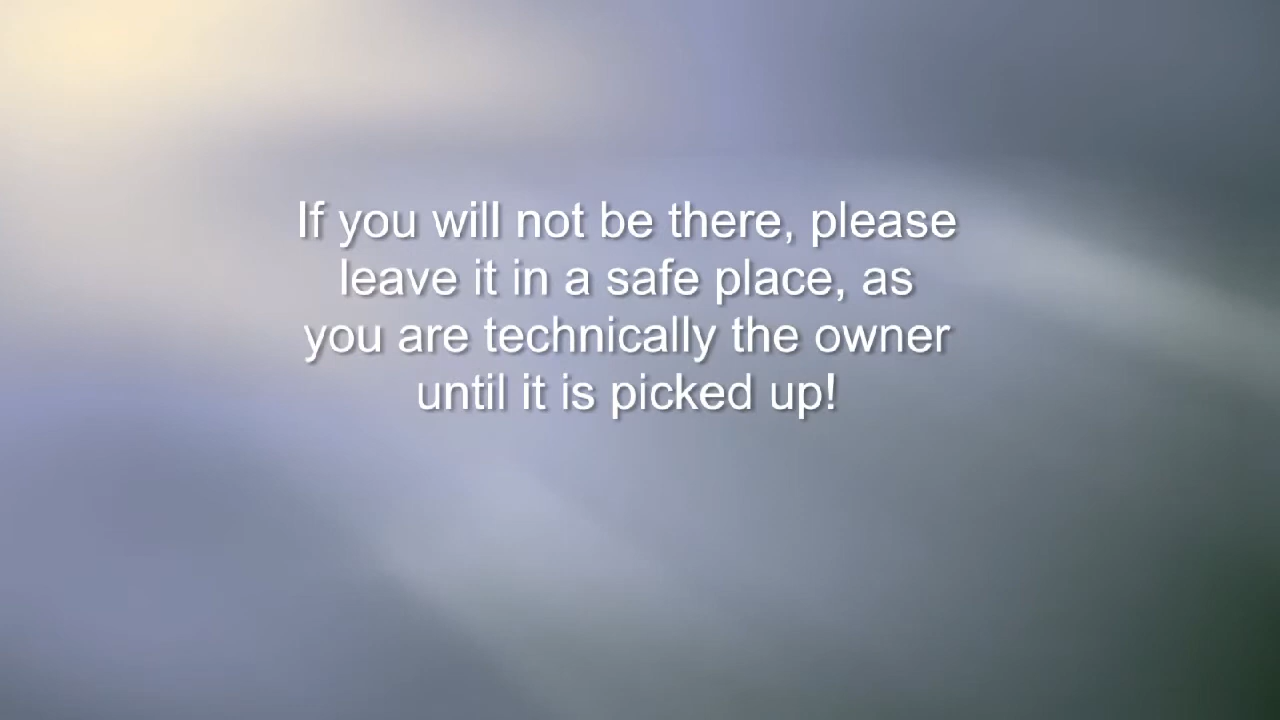 If you will not be there, please
leave it in a safe place, as
you are technically the owner
until it is picked up!